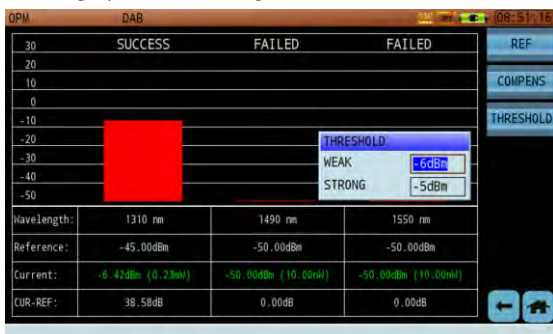 OPM DAB 08:51:16
30 SUCCESS FAILED FAILED REF
20
10 COMPENS
0
-10 THRESHOLD
-20 THRESHOLD
-30 WEAK -6dBm
-40 STRONG -5dBm
-50
Wavelength: 1310 nm 1490 nm 1550 nm
Reference: -45.00dBm -50.00dBm -50.00dBm
Current: -6.42dBm (0.23mW) -50.00dBm (10.00nW) -50.00dBm (10.00nW)
CUR-REF: 38.58dB 0.00dB 0.00dB